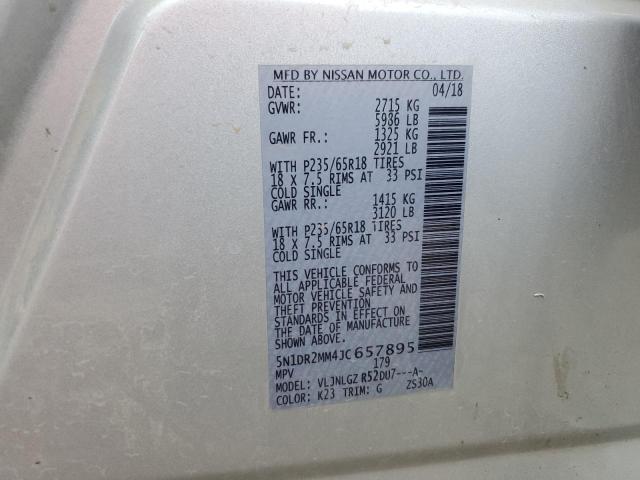 MFD BY NISSAN MOTOR CO., LTD.
DATE: 04/18
GVWR: 2715 KG
5986 LB
GAWR FR.: 1325 KG
2921 LB
WITH P235/65R18 TIRES
18 X 7.5 RIMS AT 33 PSI
COLD SINGLE
GAWR RR.: 1415 KG
3120 LB
WITH P235/65R18 TIRES
18 X 7.5 RIMS AT 33 PSI
COLD SINGLE
THIS VEHICLE CONFORMS TO
ALL APPLICABLE FEDERAL
MOTOR VEHICLE SAFETY AND
THEFT PREVENTION
STANDARDS IN EFFECT ON
THE DATE OF MANUFACTURE
SHOWN ABOVE.
5N1DR2MM4JC657895
MPV 179
MODEL: VLJNLGZ R52DU7---A-
COLOR: K23 TRIM: G ZS30A